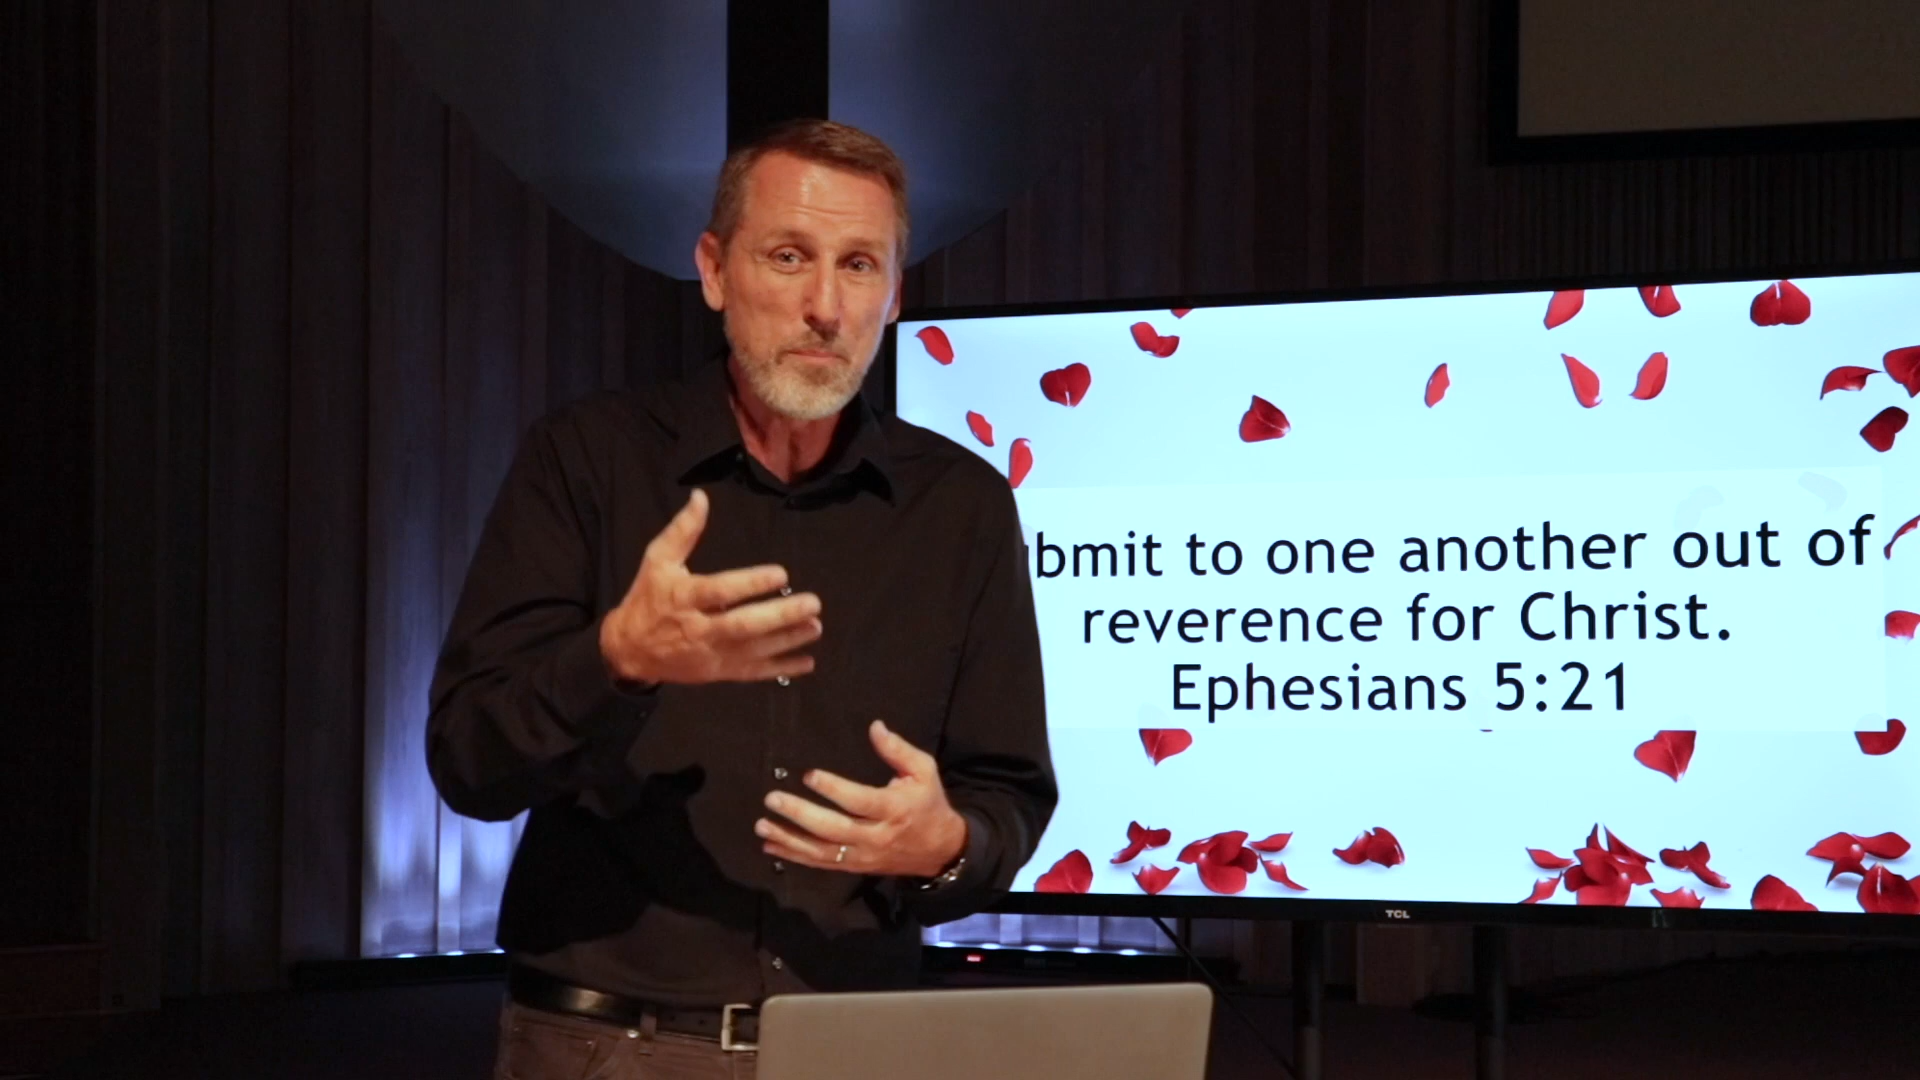 bmit to one another out of
reverence for Christ.
Ephesians 5:21
TCL